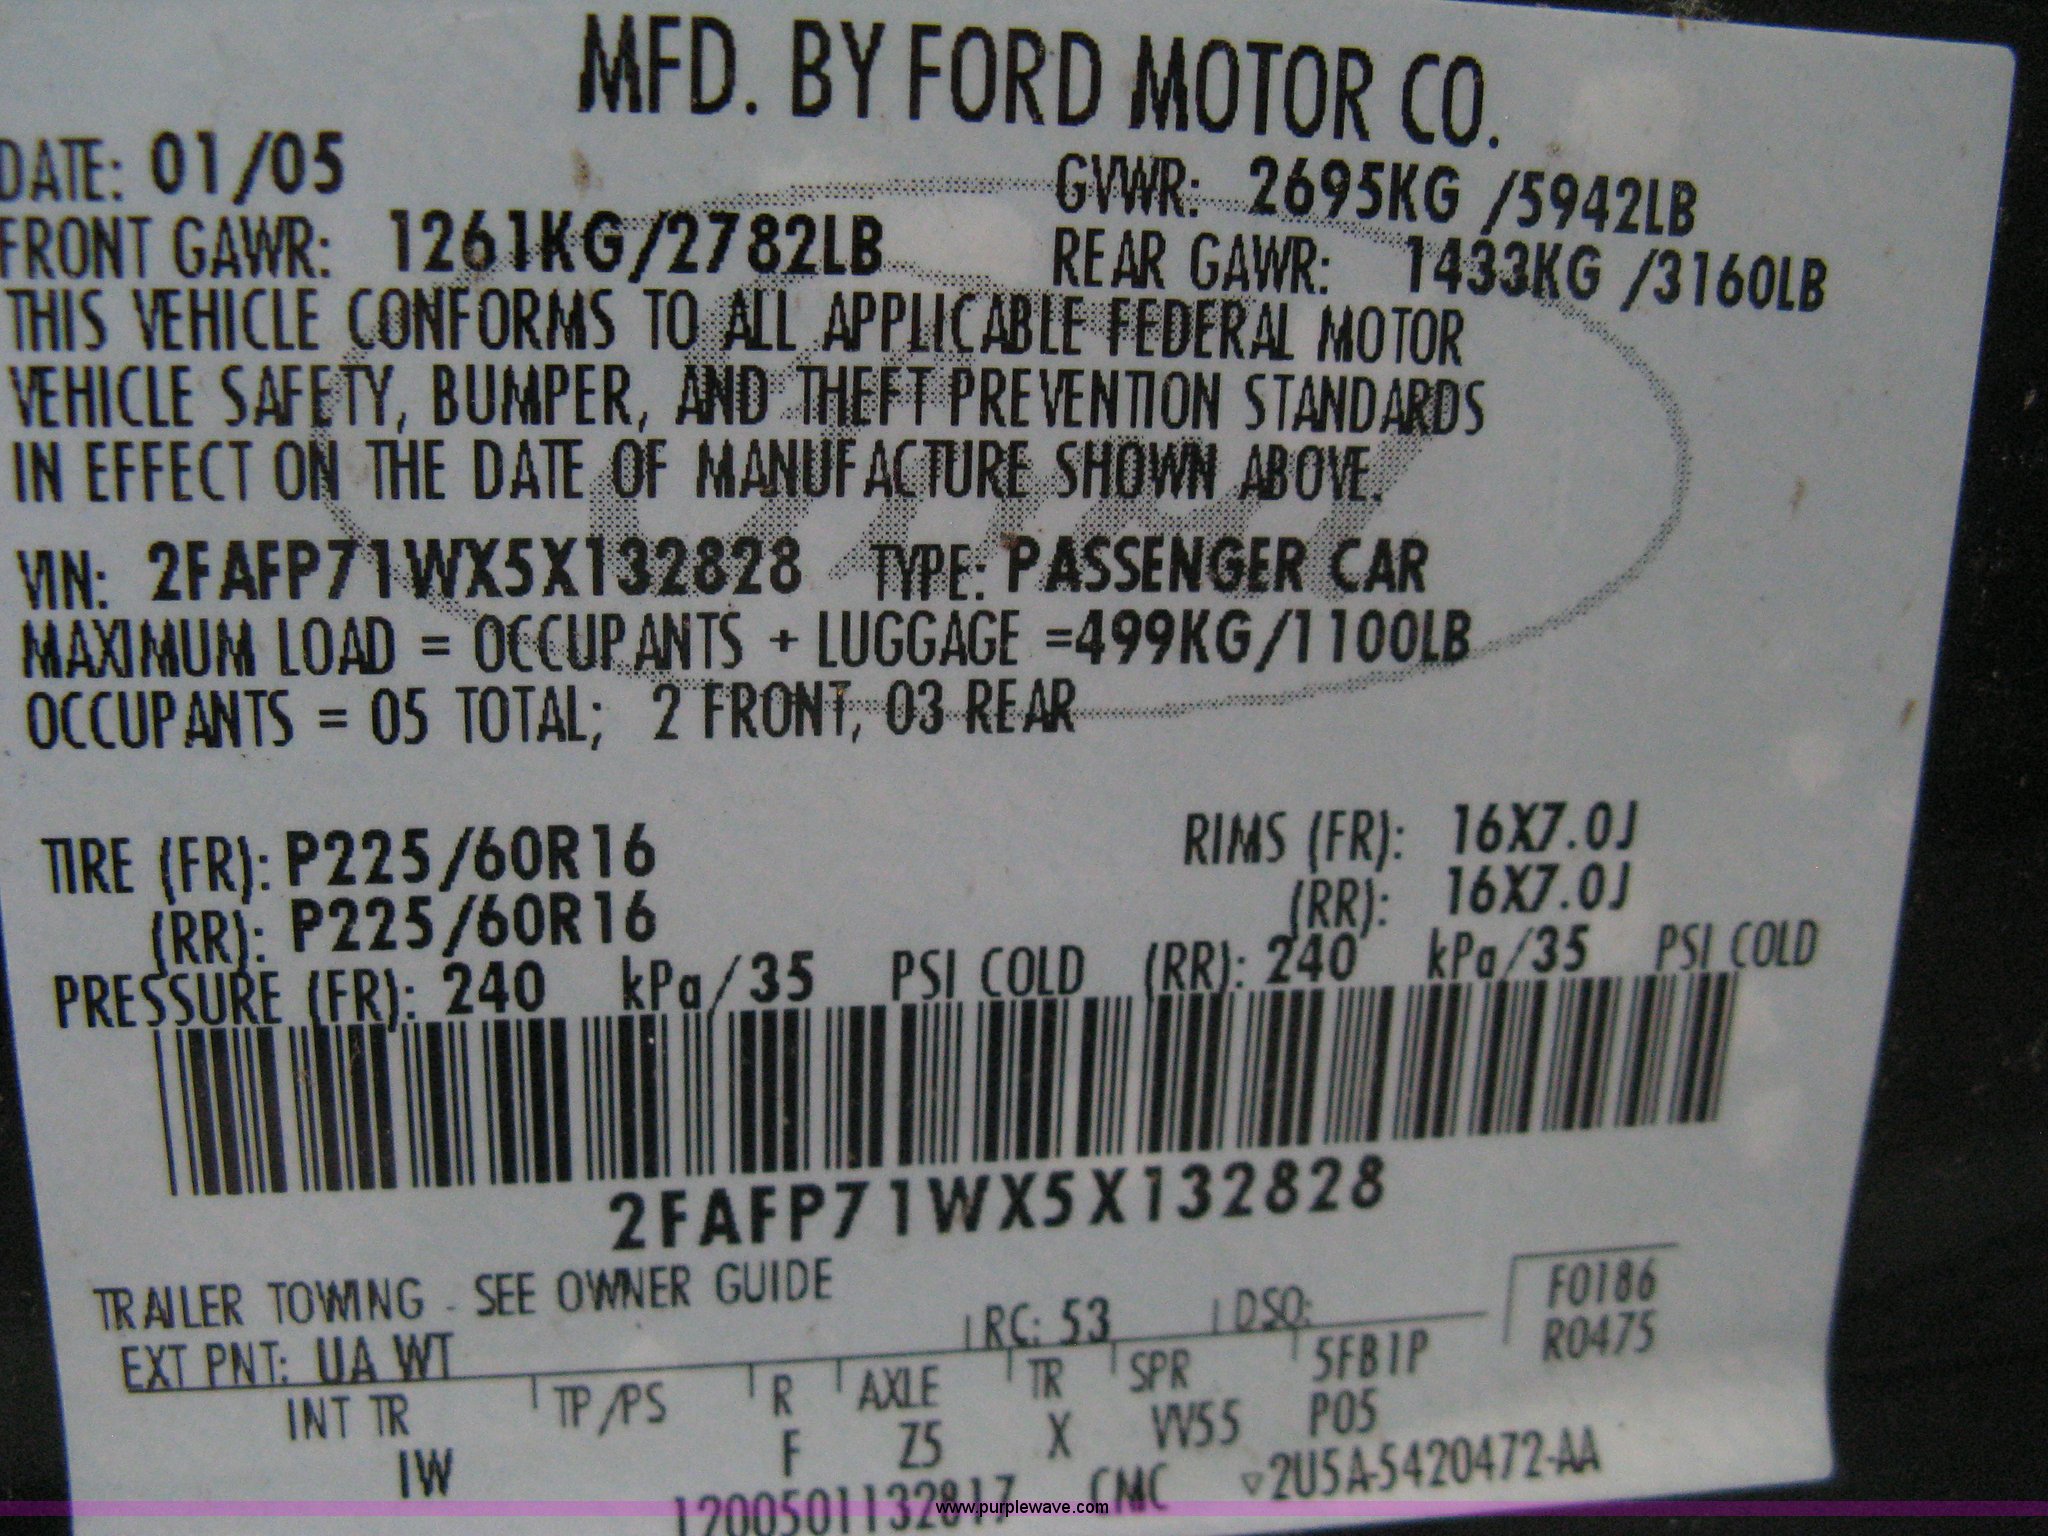 MFD. BY FORD MOTOR CO.
DATE: 01/05
GVWR: 2695KG /5942LB
FRONT GAWR: 1261KG/2782LB
REAR GAWR: 1433KG /3160LB
THIS VEHICLE CONFORMS TO ALL APPLICABLE FEDERAL MOTOR
VEHICLE SAFETY, BUMPER, AND THEFT PREVENTION STANDARDS
IN EFFECT ON THE DATE OF MANUFACTURE SHOWN ABOVE.
VIN: 2FAFP71WX5X132828 TYPE: PASSENGER CAR
MAXIMUM LOAD = OCCUPANTS + LUGGAGE =499KG/1100LB
OCCUPANTS = 05 TOTAL; 2 FRONT, 03 REAR
TIRE (FR): P225/60R16 RIMS (FR): 16X7.0J
(RR): P225/60R16 (RR): 16X7.0J
PRESSURE (FR): 240 kPa/35 PSI COLD (RR): 240 kPa/35 PSI COLD
2FAFP71WX5X132828
TRAILER TOWING - SEE OWNER GUIDE
F0186
EXT PNT: UA WT RC: 53 DSO:
R0475
INT TR TP/PS R AXLE TR SPR 5FB1P
IW F Z5 X VV55 P05
1200501132817 CMC ▽2U5A-5420472-AA
www.purplewave.com